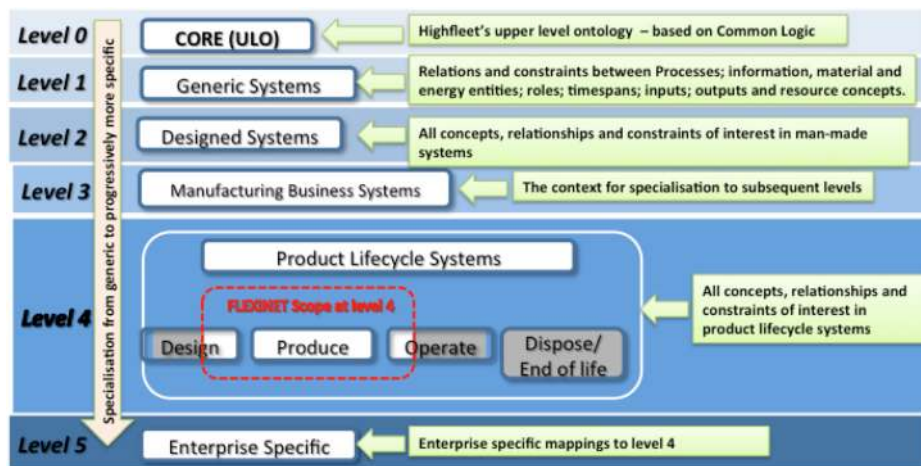 Level 0
CORE (ULO)
Highfleet's upper level ontology – based on Common Logic
Level 1
Generic Systems
Relations and constraints between Processes; information, material and
energy entities; roles; timespans; inputs; outputs and resource concepts.
Level 2
Designed Systems
All concepts, relationships and constraints of interest in man-made
systems
Level 3
Manufacturing Business Systems
The context for specialisation to subsequent levels
Specialisation from generic to progressively more specific
Level 4
Product Lifecycle Systems
FLEXINET Scope at level 4
Design
Produce
Operate
Dispose/
End of life
All concepts, relationships and
constraints of interest in
product lifecycle systems
Level 5
Enterprise Specific
Enterprise specific mappings to level 4